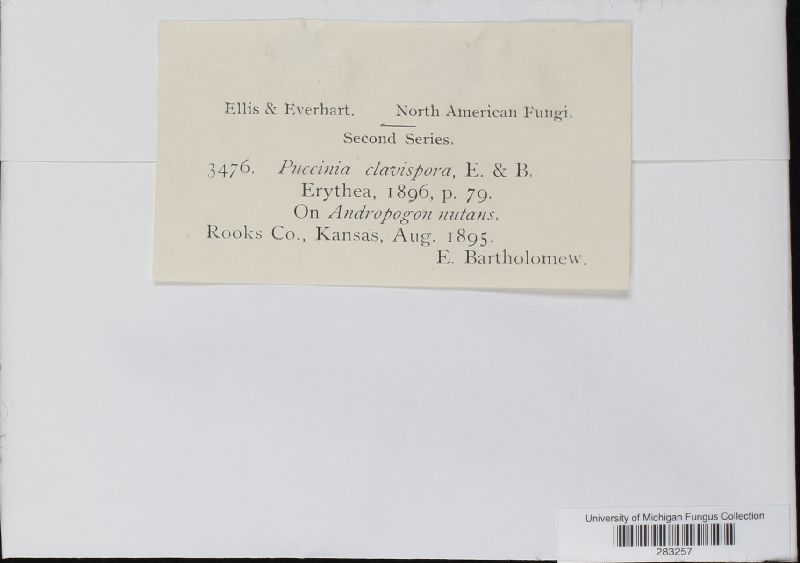 Ellis & Everhart. North American Fungi.
Second Series.
3476. Puccinia clavispora, E. & B.
Erythea, 1896, p. 79.
On Andropogon nutans.
Rooks Co., Kansas, Aug. 1895.
E. Bartholomew.
University of Michigan Fungus Collection
283257